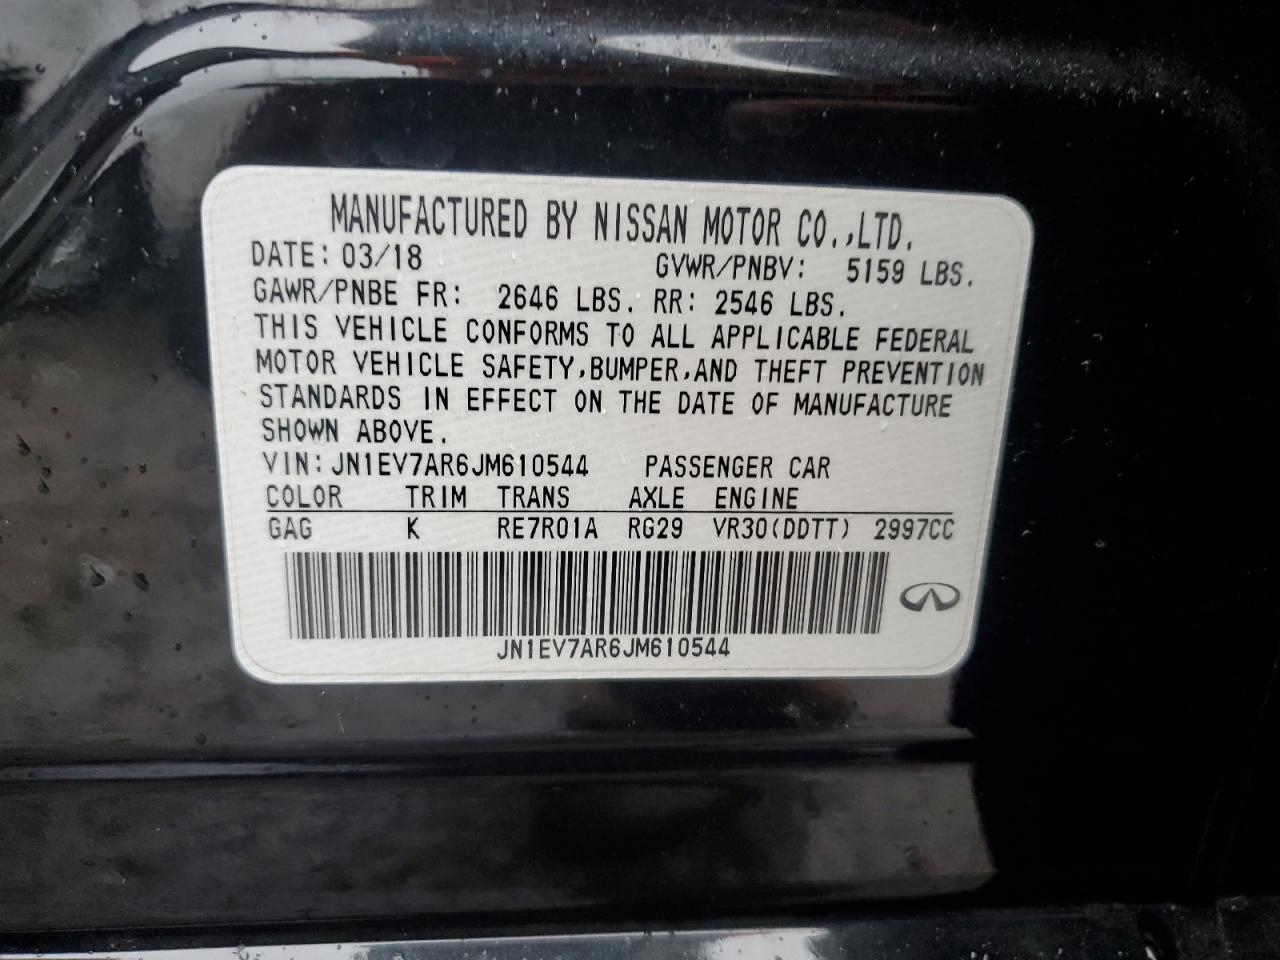 MANUFACTURED BY NISSAN MOTOR CO.,LTD.
DATE: 03/18 GVWR/PNBV: 5159 LBS.
GAWR/PNBE FR: 2646 LBS. RR: 2546 LBS.
THIS VEHICLE CONFORMS TO ALL APPLICABLE FEDERAL
MOTOR VEHICLE SAFETY,BUMPER,AND THEFT PREVENTION
STANDARDS IN EFFECT ON THE DATE OF MANUFACTURE
SHOWN ABOVE.
VIN:JN1EV7AR6JM610544 PASSENGER CAR
COLOR TRIM TRANS AXLE ENGINE
GAG K RE7R01A RG29 VR30(DDTT) 2997CC
JN1EV7AR6JM610544